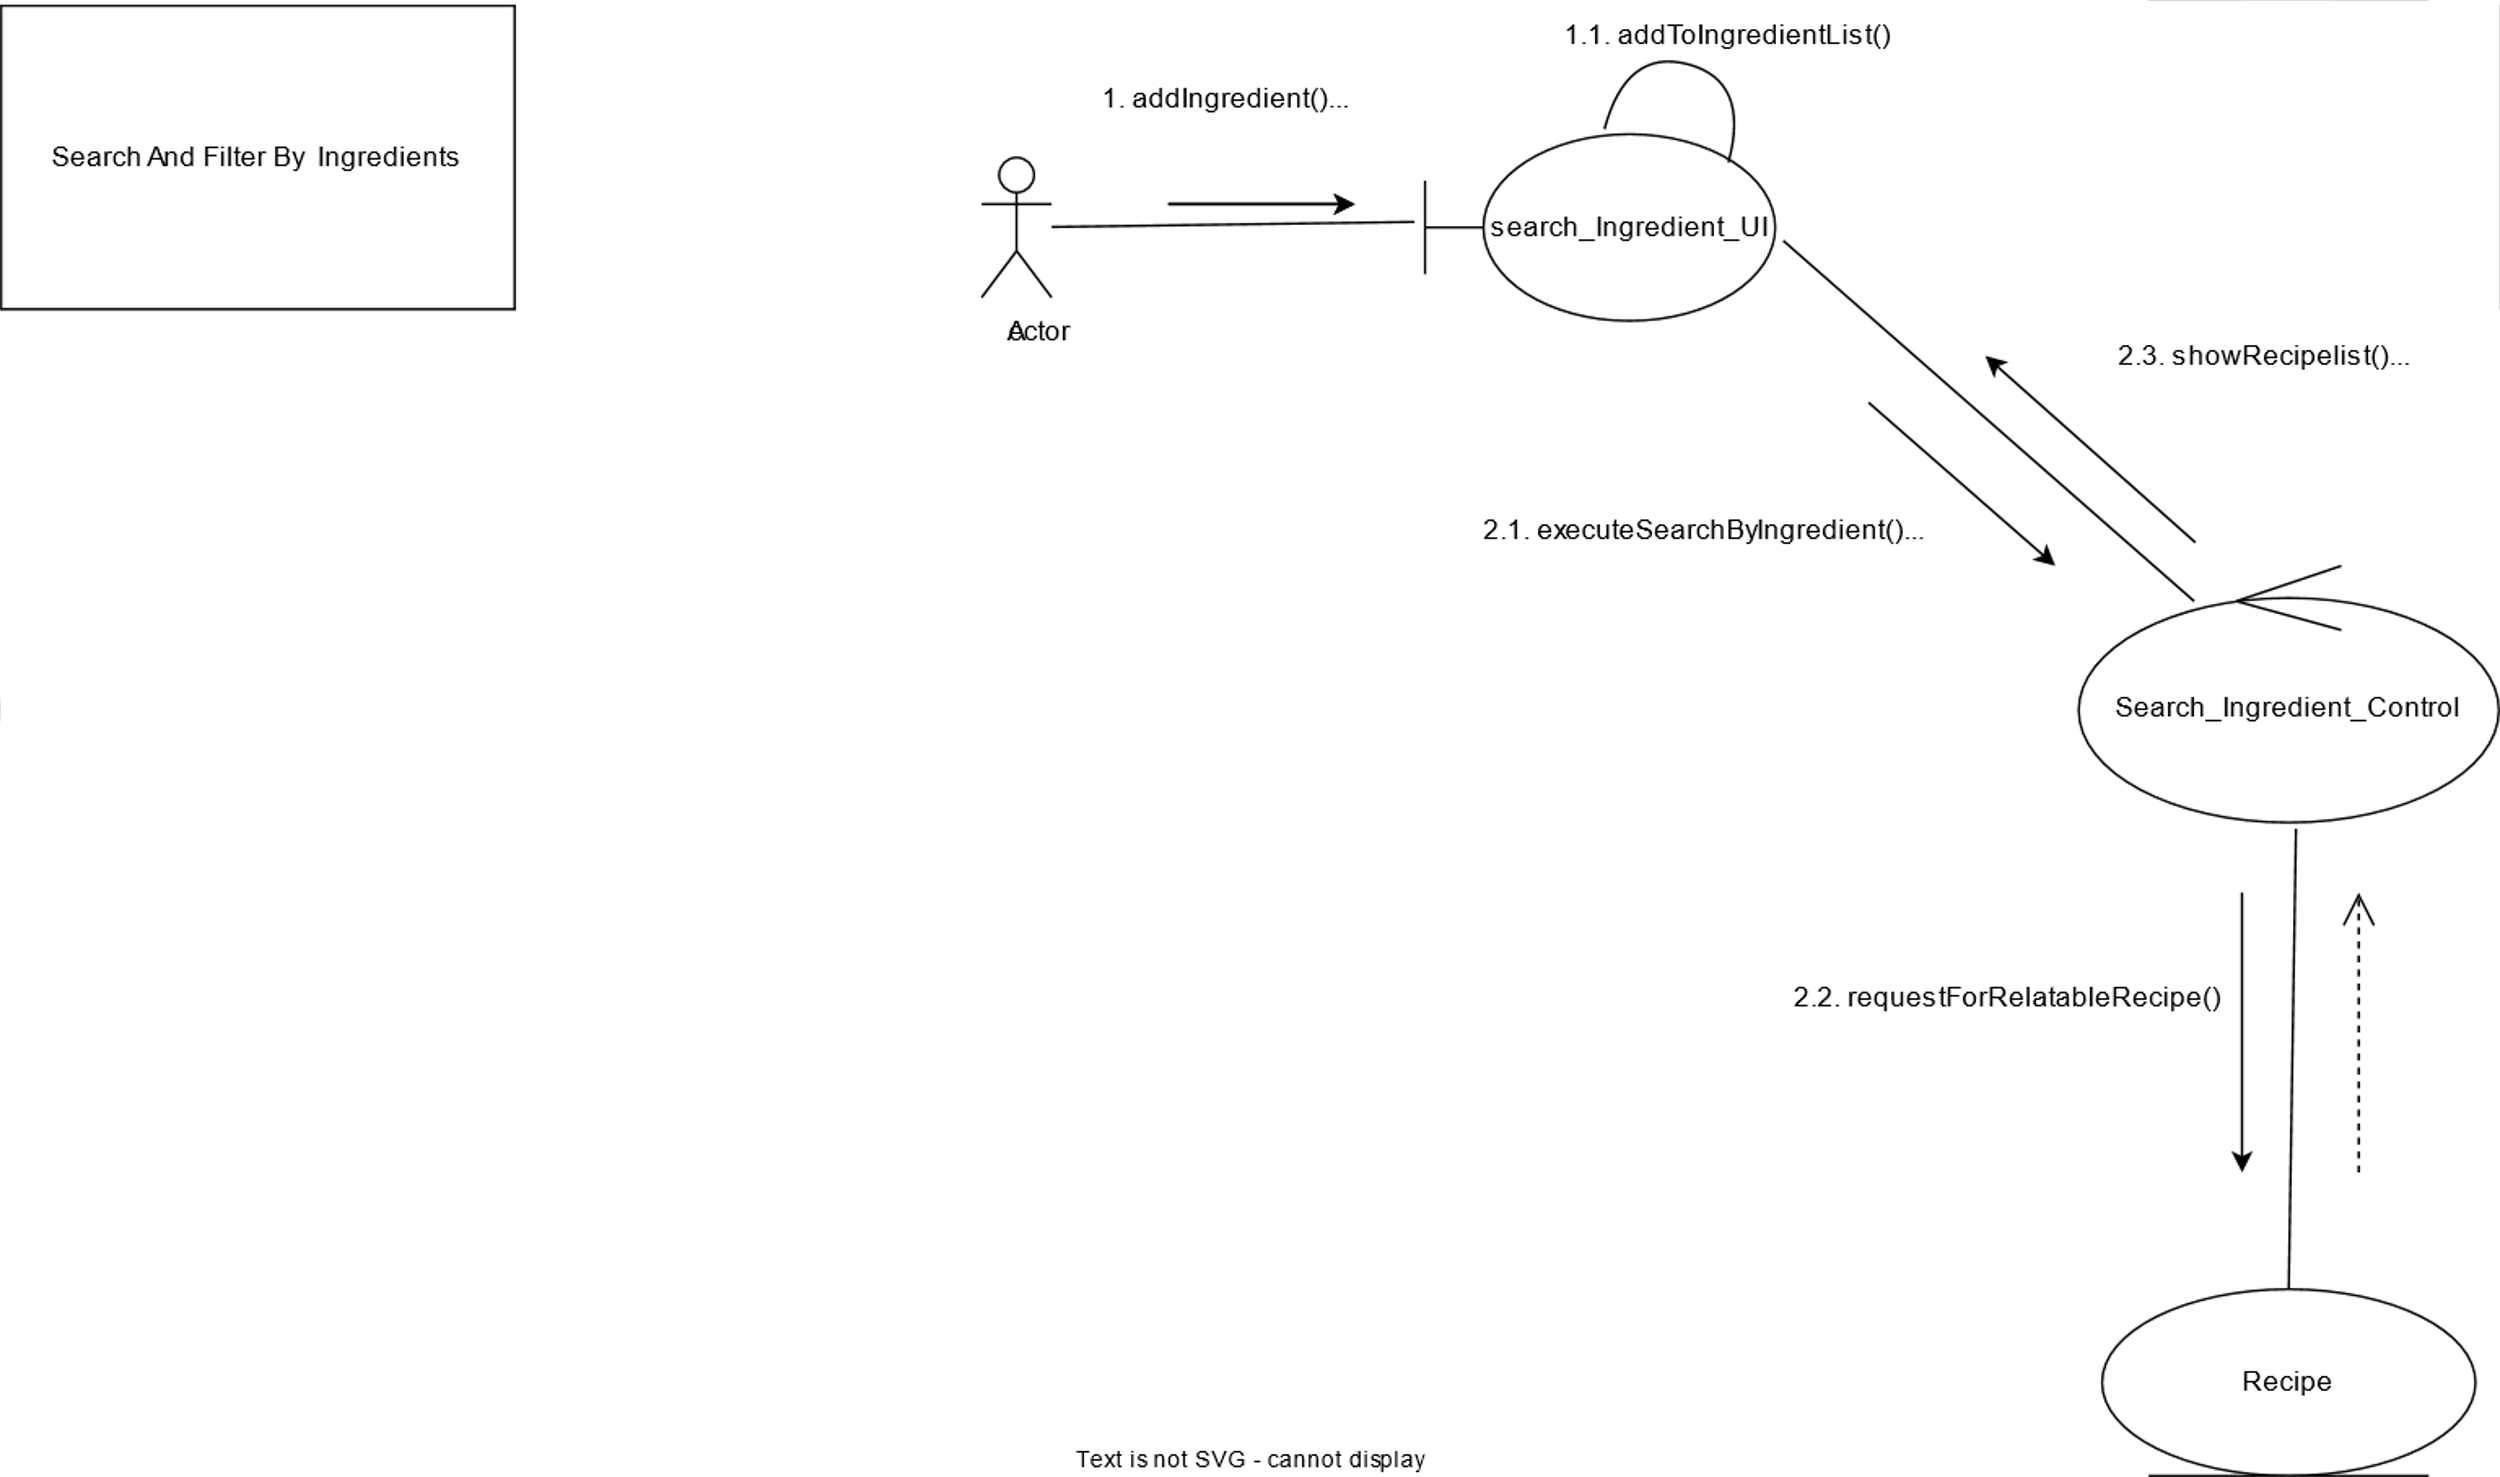 1.1. addToIngredientList()
1. addIngredient()...
Search And Filter By Ingredients
search_Ingredient_UI
Actor
2.3. showRecipelist()...
2.1. executeSearchByIngredient()...
Search_Ingredient_Control
2.2. requestForRelatableRecipe()
Recipe
Text is not SVG - cannot display